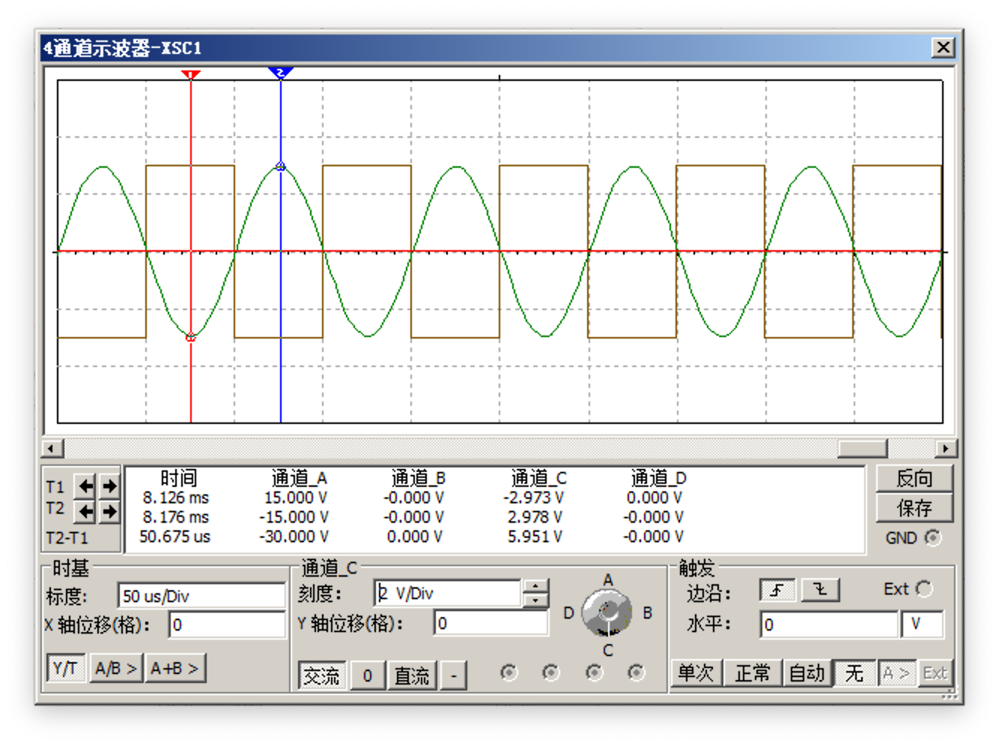 4通道示波器-XSC1
1 2
时间 通道_A 通道_B 通道_C 通道_D
T1 8.126 ms 15.000 V -0.000 V -2.973 V 0.000 V
T2 8.176 ms -15.000 V -0.000 V 2.978 V -0.000 V
T2-T1 50.675 us -30.000 V 0.000 V 5.951 V -0.000 V
反向
保存
GND
时基
标度: 50 us/Div
X 轴位移(格): 0
Y/T A/B > A+B >
通道_C
刻度: 2 V/Div
Y 轴位移(格): 0
交流 0 直流 -
A
D B
C
触发
边沿: Ext
水平: 0 V
单次 正常 自动 无 A > Ext